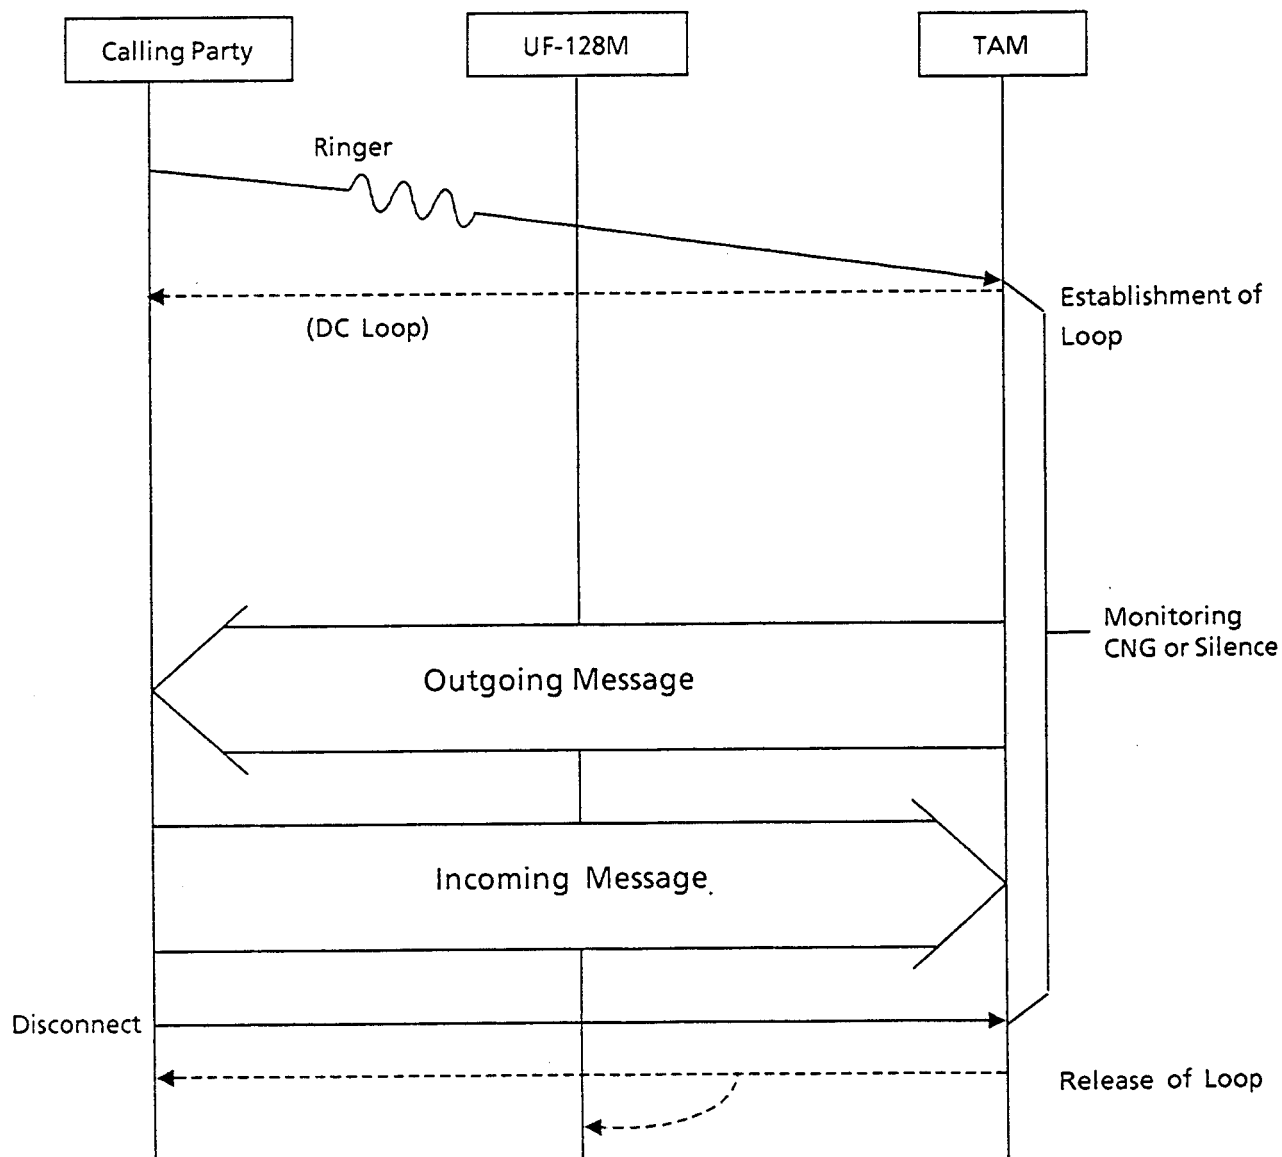 Calling Party
UF-128M
TAM
Ringer
(DC Loop)
Establishment of
Loop
Monitoring
CNG or Silence
Outgoing Message
Incoming Message
Disconnect
Release of Loop